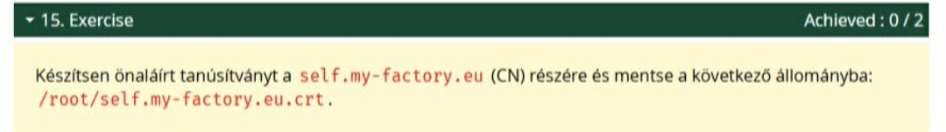 15. Exercise Achieved : 0 / 2
Készítsen önaláírt tanúsítványt a self.my-factory.eu (CN) részére és mentse a következő állományba:
/root/self.my-factory.eu.crt.